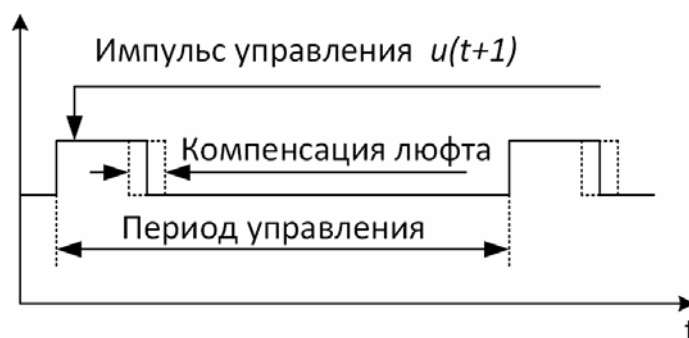 Импульс управления u(t+1)
Компенсация люфта
Период управления
t